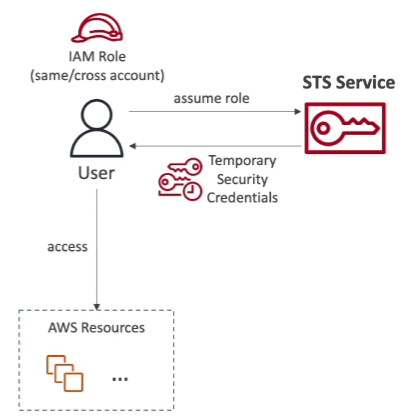 IAM Role
(same/cross account)
STS Service
assume role
Temporary
Security
Credentials
User
access
AWS Resources
...